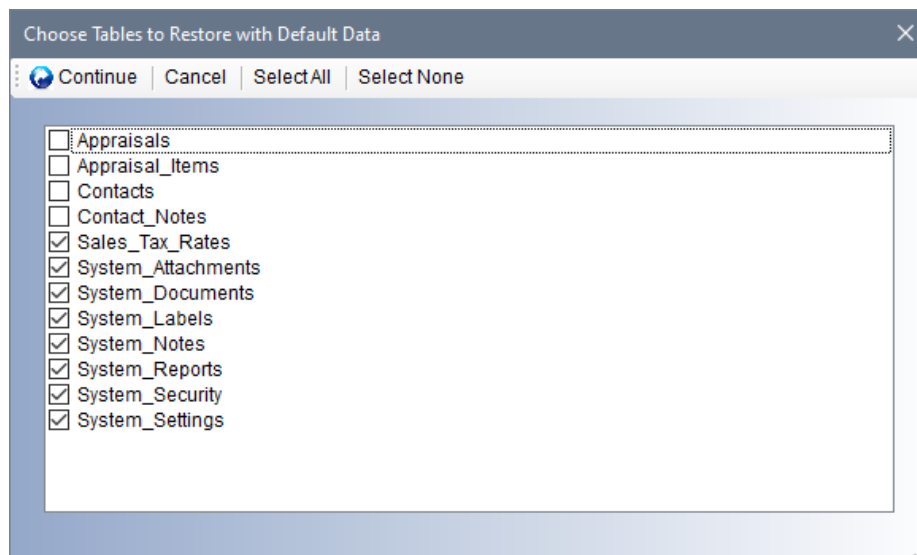 Choose Tables to Restore with Default Data
Continue Cancel Select All Select None
Appraisals
Appraisal_Items
Contacts
Contact_Notes
Sales_Tax_Rates
System_Attachments
System_Documents
System_Labels
System_Notes
System_Reports
System_Security
System_Settings